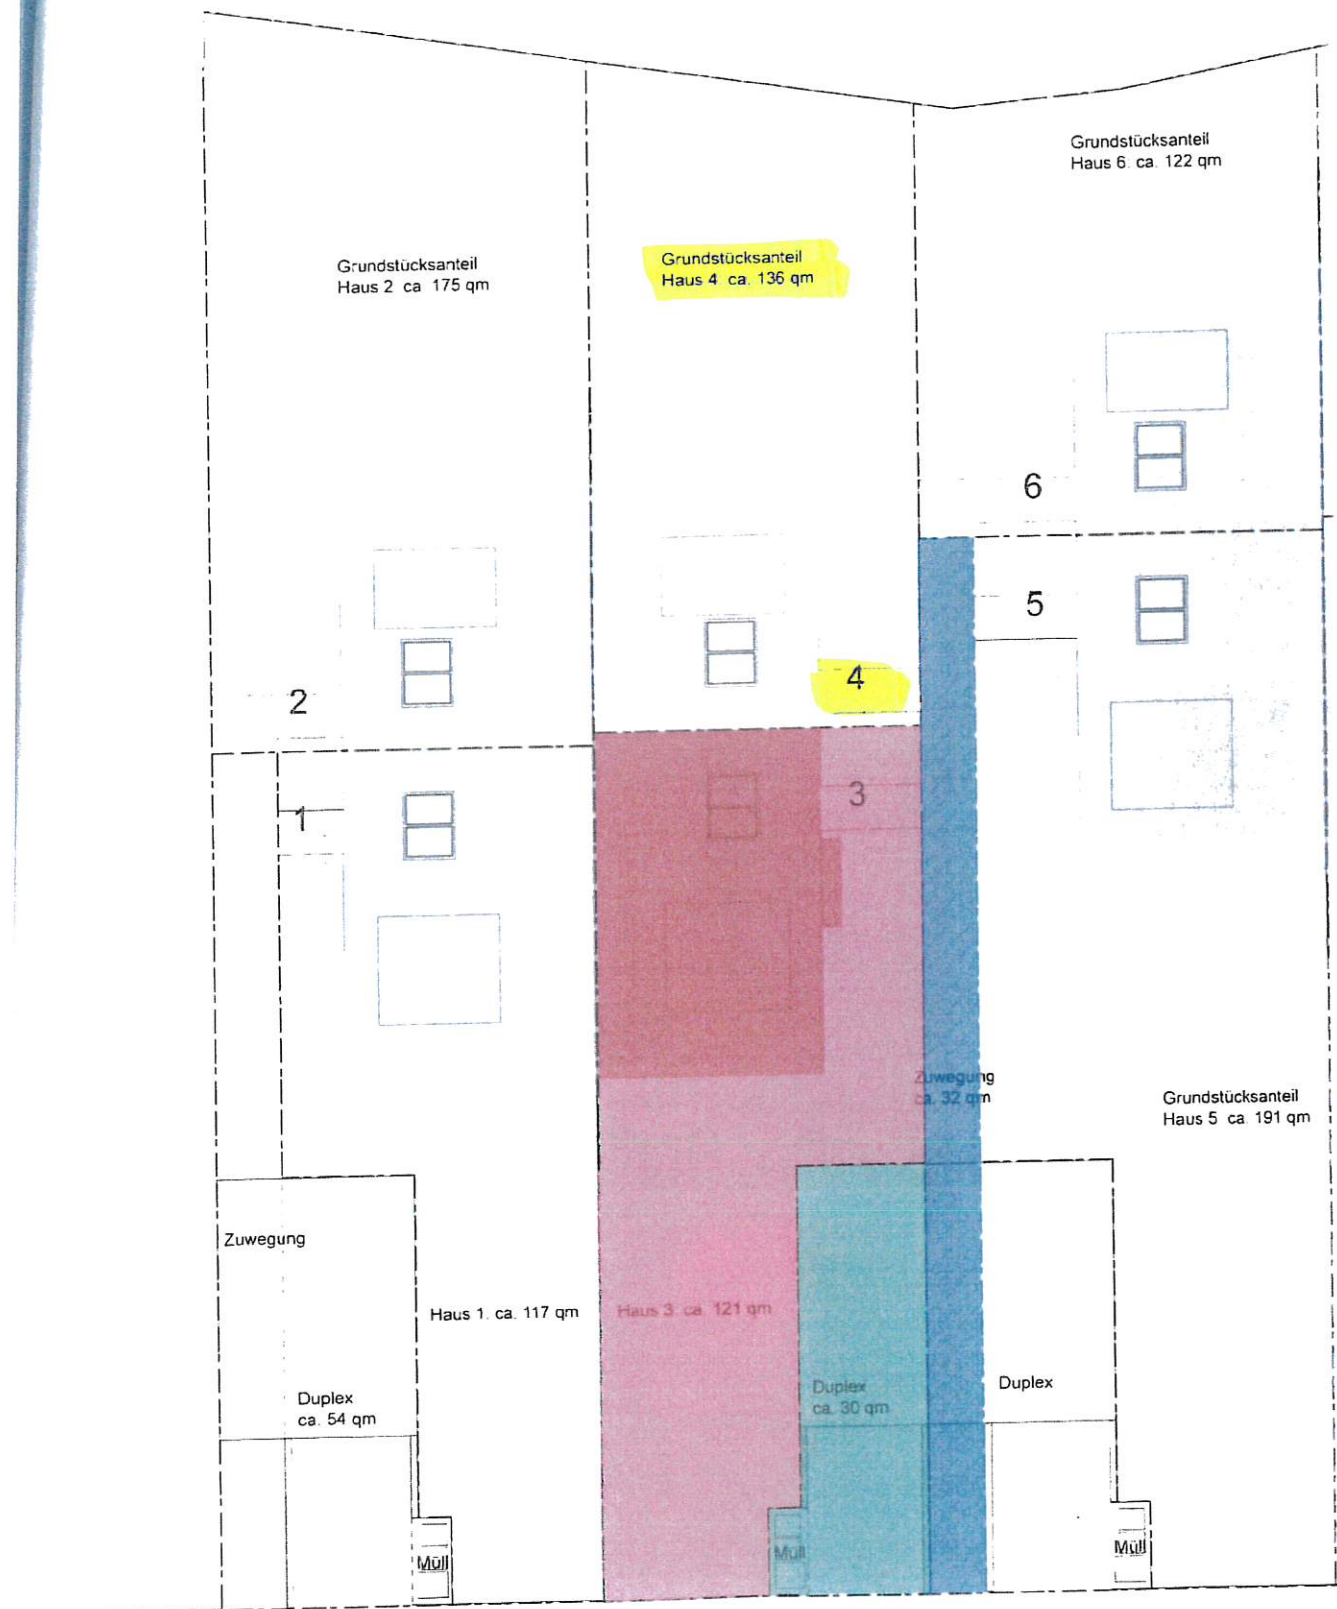 Grundstücksanteil
Haus 6. ca. 122 qm
Grundstücksanteil
Haus 2 ca 175 qm
Grundstücksanteil
Haus 4 ca. 136 qm
6
5
4
2
3
1
Zuwegung
ca. 32 qm
Grundstücksanteil
Haus 5 ca. 191 qm
Zuwegung
Haus 1. ca. 117 qm
Haus 3. ca. 121 qm
Duplex
ca. 54 qm
Duplex
ca. 30 qm
Duplex
Müll
Müll
Müll